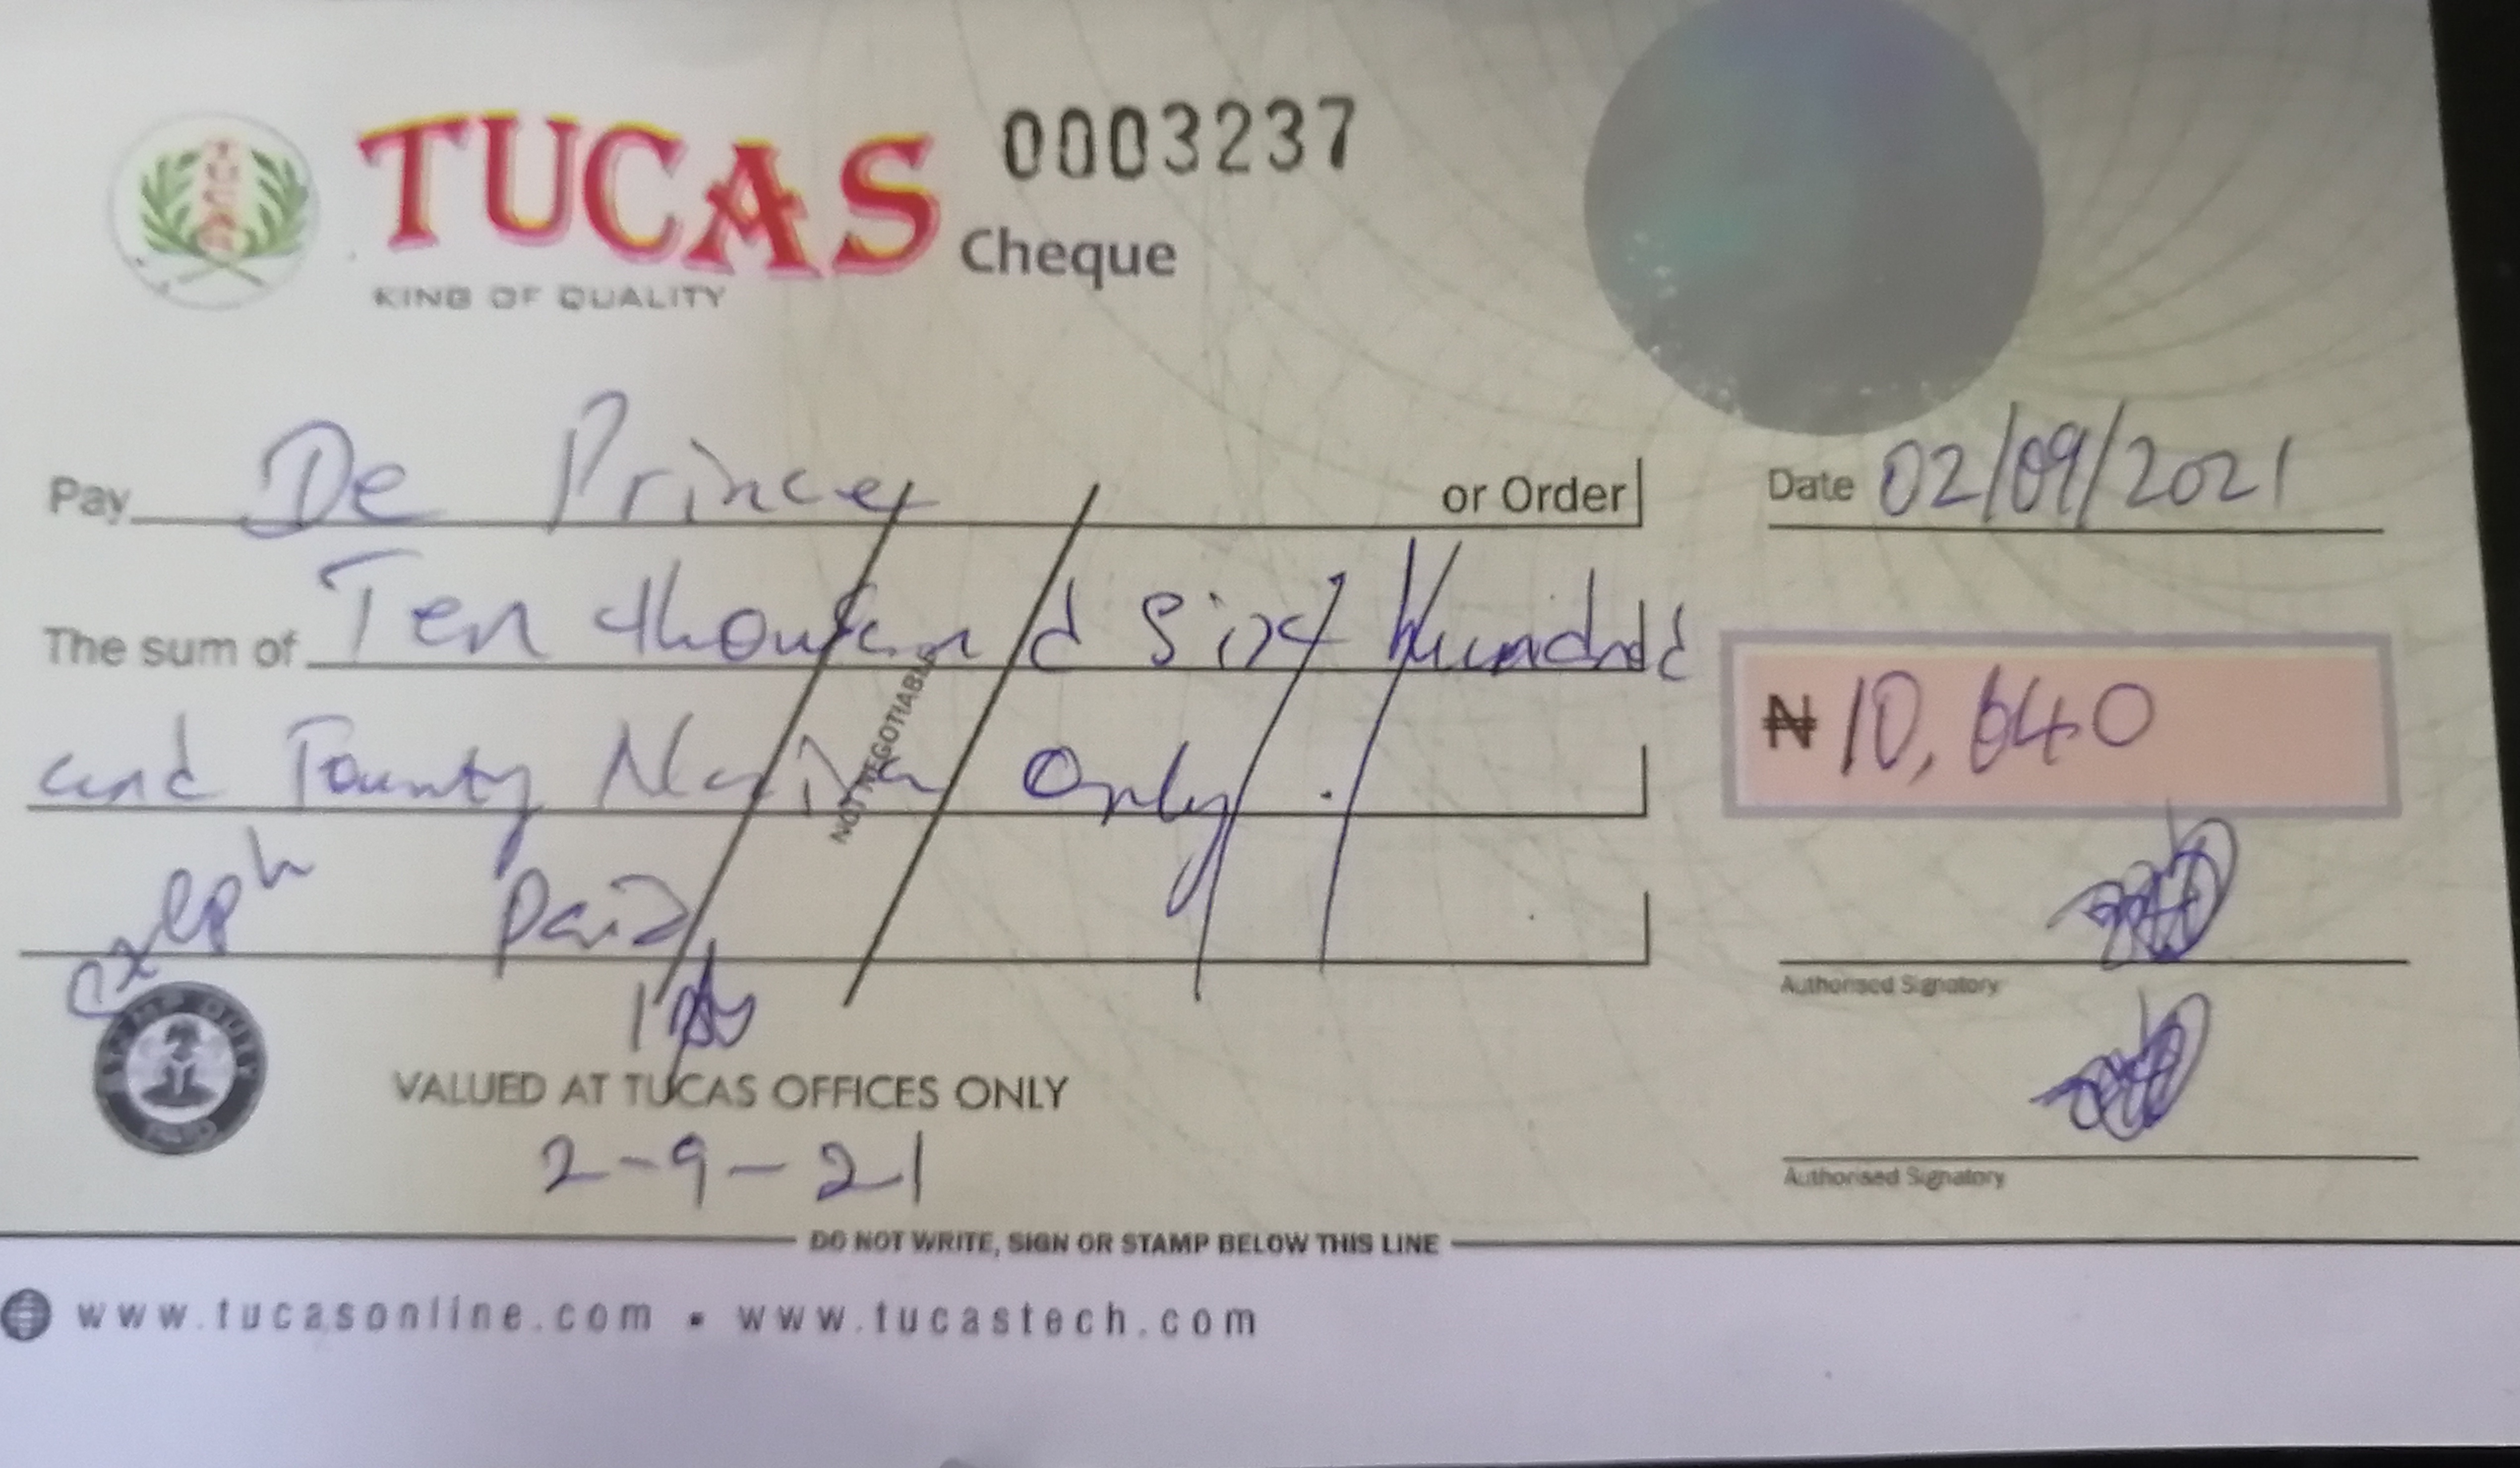 TUCAS 0003237
Cheque
KING OF QUALITY
Pay De Prince or Order Date 02/09/2021
The sum of Ten thousand Six Hundred
and Fourty Naira Only.
₦ 10,640
NOT NEGOTIABLE
Paid
Authorised Signatory
VALUED AT TUCAS OFFICES ONLY
2-9-21
Authorised Signatory
DO NOT WRITE, SIGN OR STAMP BELOW THIS LINE
www.tucasonline.com • www.tucastech.com